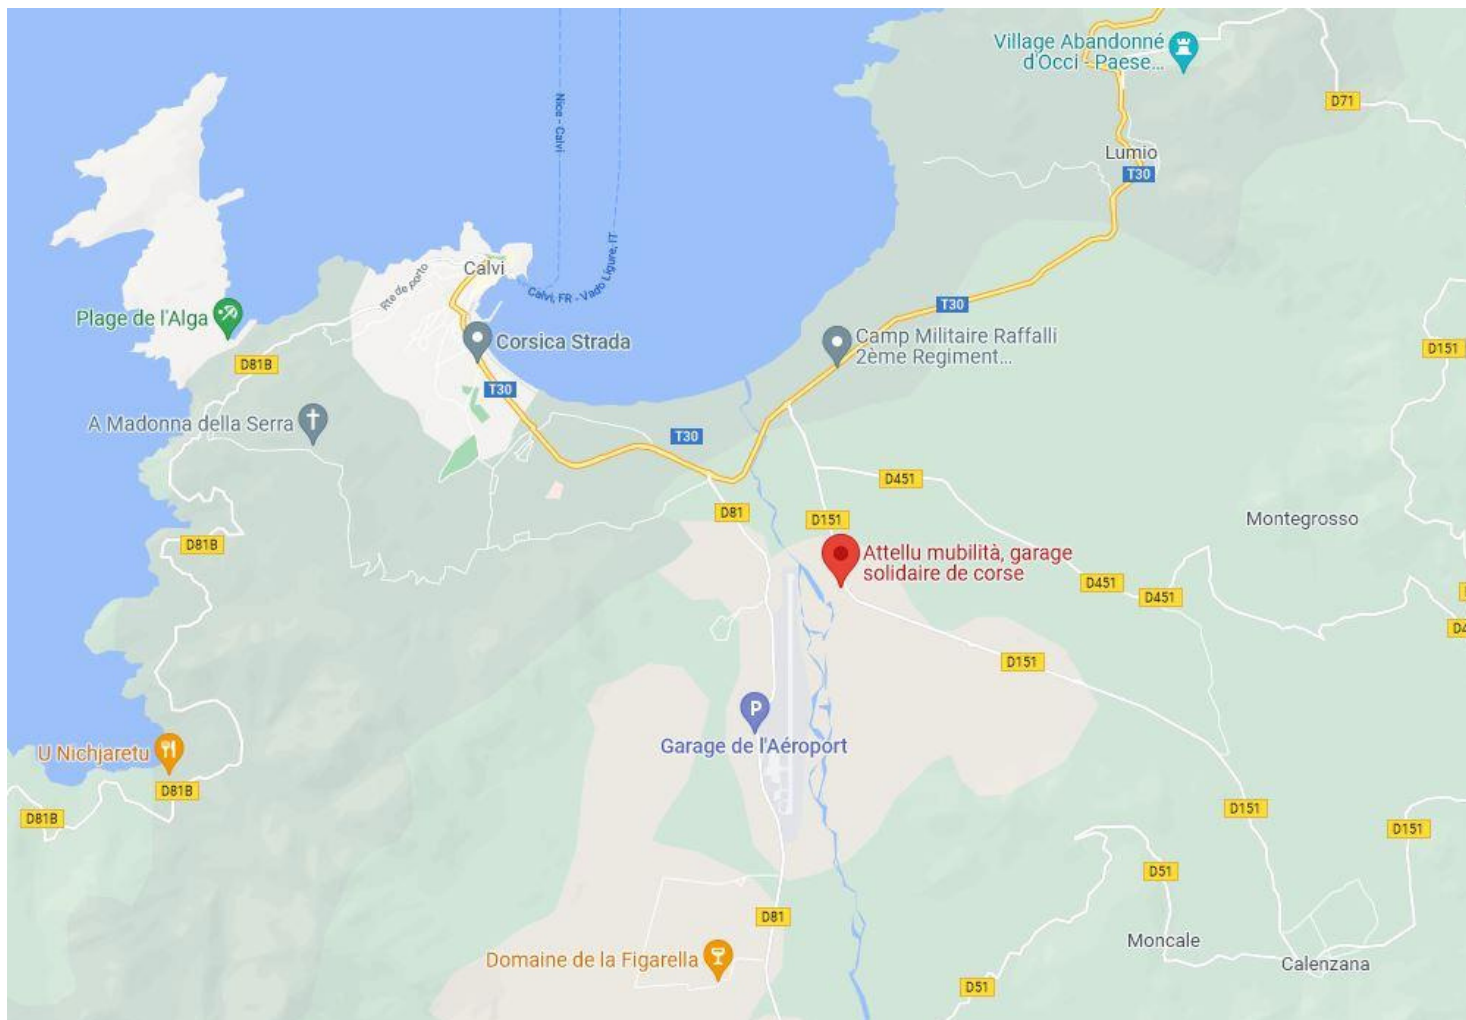 Village Abandonné
d'Occi - Paese...
D71
Nice - Calvi
Lumio
T30
Calvi
Rte de porto
Calvi, FR - Vado Ligure, IT
Plage de l'Alga
T30
Corsica Strada
Camp Militaire Raffalli
2ème Regiment...
D151
D81B
T30
A Madonna della Serra
T30
D451
D81
D151
Montegrosso
D81B
Attellu mubilità, garage
solidaire de corse
D451
D451
D151
Garage de l'Aéroport
P
U Nichjaretu
D81B
D81B
D151
D151
D51
D81
Moncale
Domaine de la Figarella
Calenzana
D51